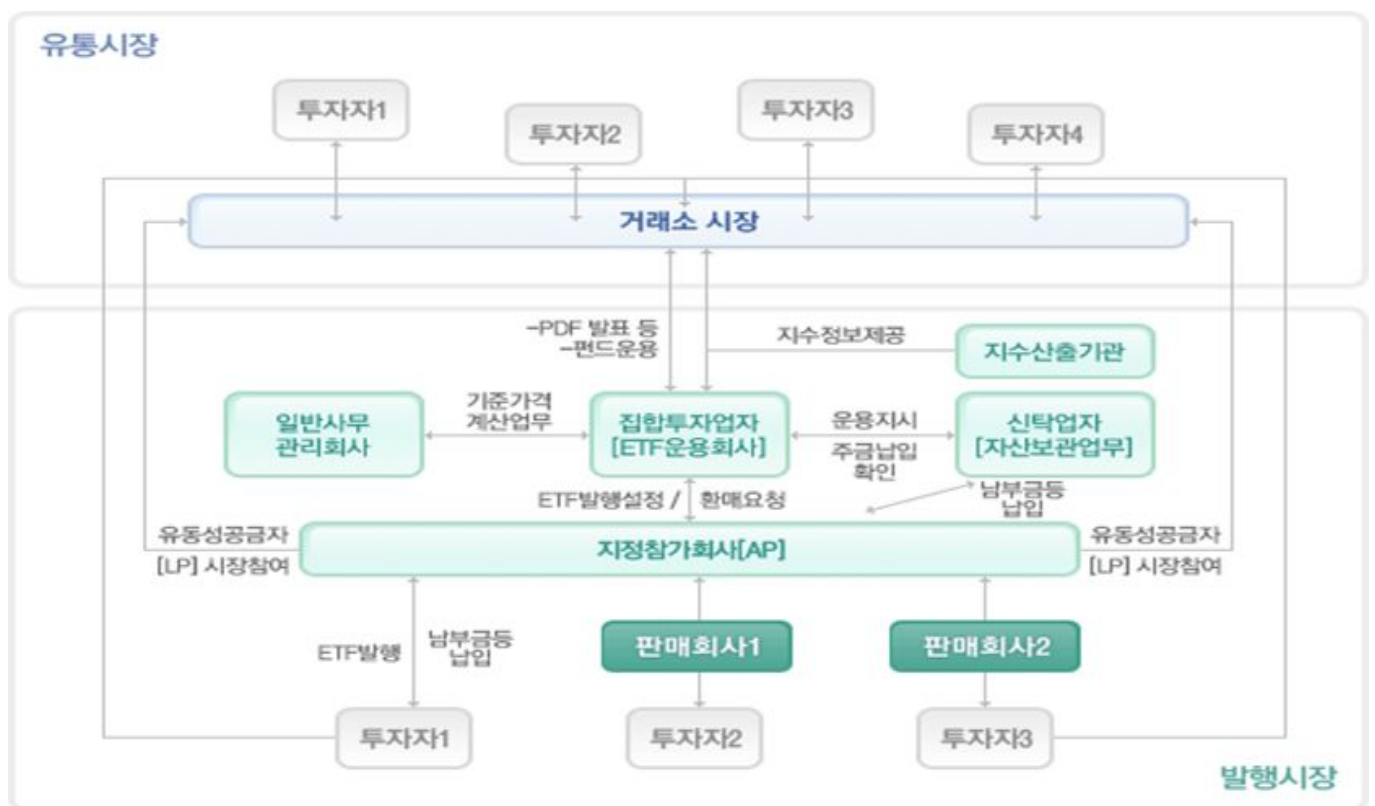 유통시장
투자자1
투자자2
투자자3
투자자4
거래소 시장
-PDF 발표 등
-펀드운용
지수정보제공
지수산출기관
일반사무
관리회사
기준가격
계산업무
집합투자업자
[ETF운용회사]
운용지시
주금납입
확인
신탁업자
[자산보관업무]
ETF발행설정 / 환매요청
남부금등
납입
유동성공급자
[LP] 시장참여
지정참가회사[AP]
유동성공급자
[LP] 시장참여
ETF발행
남부금등
납입
판매회사1
판매회사2
투자자1
투자자2
투자자3
발행시장